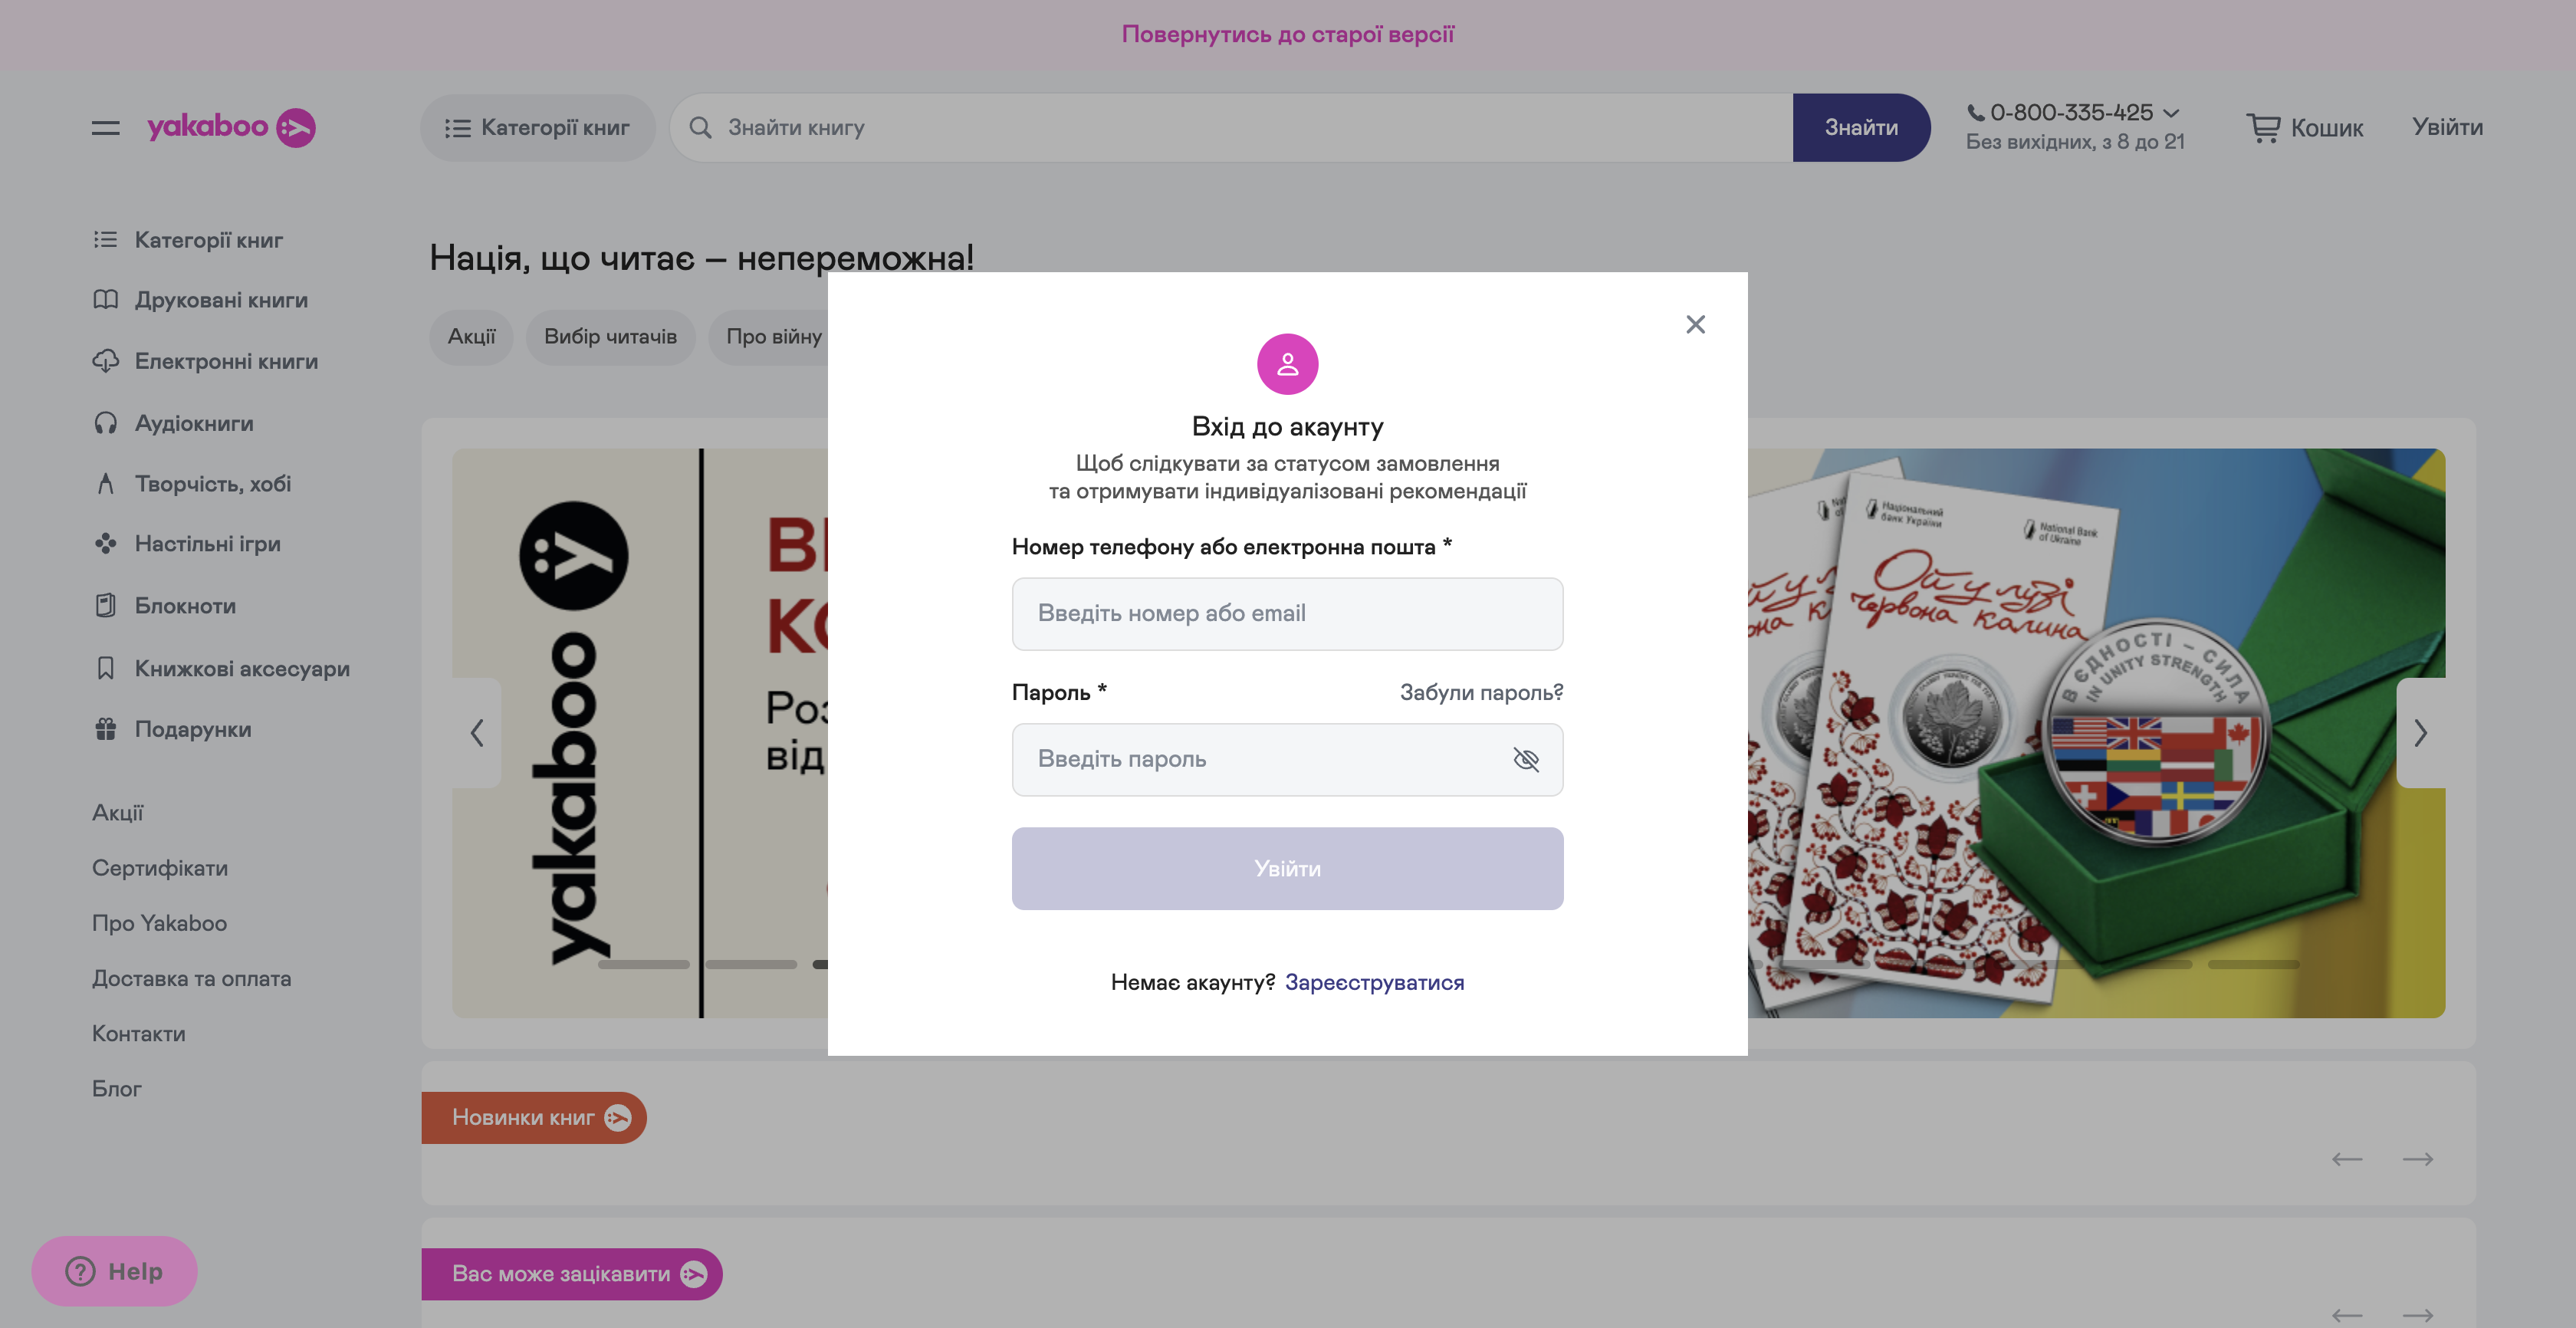 Повернутись до старої версії
yakaboo
Категорії книг
Знайти книгу
Знайти
0-800-335-425
Без вихідних, з 8 до 21
Кошик
Увійти
Категорії книг
Друковані книги
Електронні книги
Аудіокниги
Творчість, хобі
Настільні ігри
Блокноти
Книжкові аксесуари
Подарунки
Акції
Сертифікати
Про Yakaboo
Доставка та оплата
Контакти
Блог
Help
Нація, що читає – непереможна!
Акції
Вибір читачів
Про війну
yakaboo ÿ
від
Вхід до акаунту
Щоб слідкувати за статусом замовлення
та отримувати індивідуалізовані рекомендації
Номер телефону або електронна пошта *
Введіть номер або email
Пароль *
Забули пароль?
Введіть пароль
Увійти
Немає акаунту? Зареєструватися
Національний
банк України
National Bank
of Ukraine
Ой у лузі
червона калина
В ЄДНОСТІ – СИЛА
IN UNITY STRENGTH
Новинки книг
Вас може зацікавити